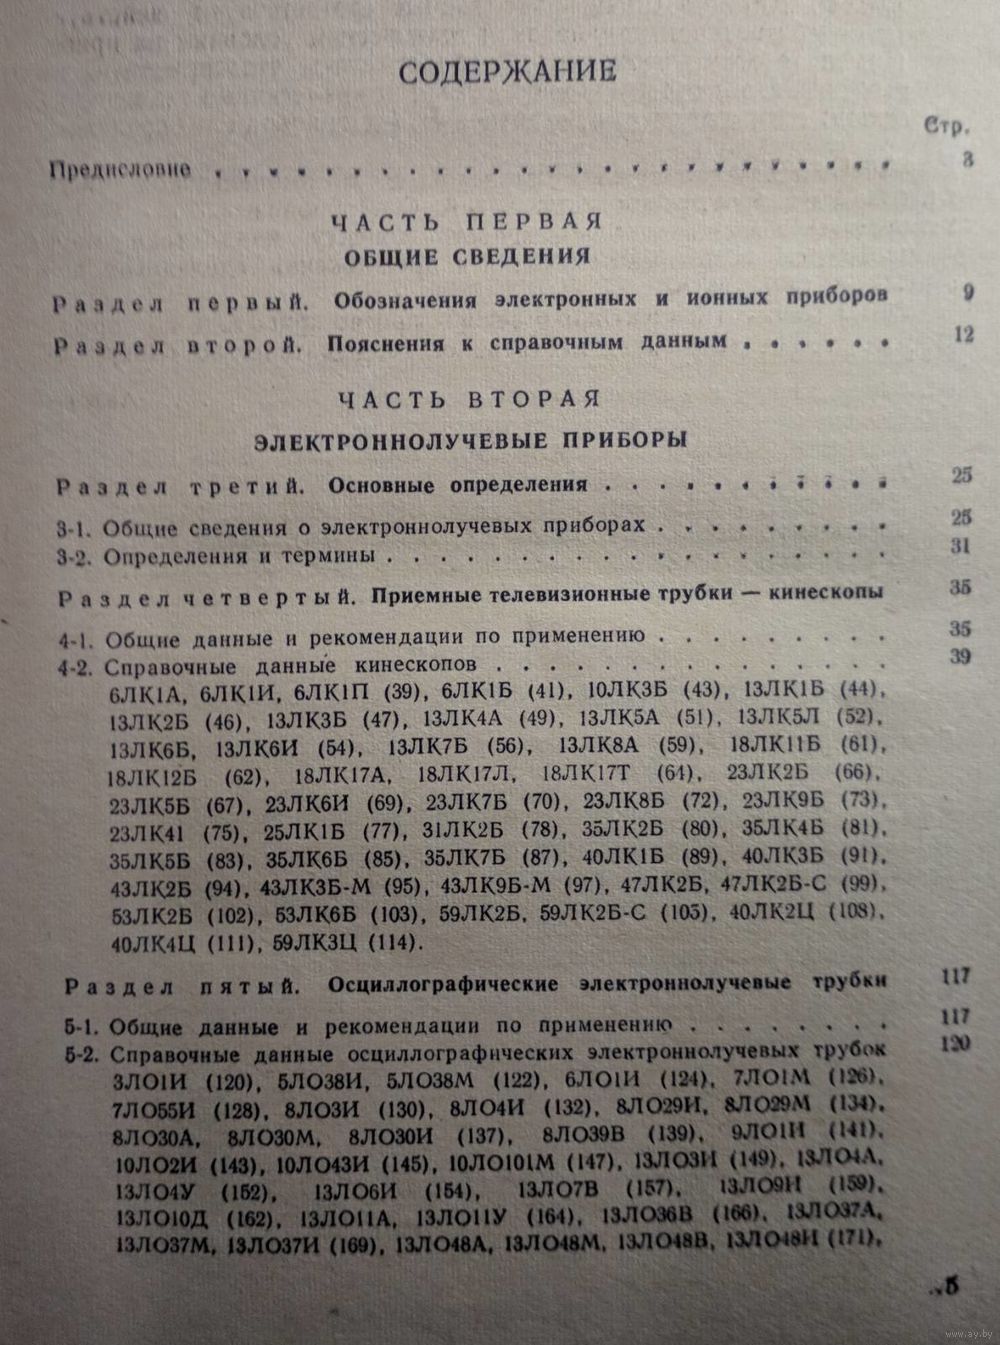 СОДЕРЖАНИЕ
Стр.
Предисловие . . . . . . . . . . . . . . . . . . . . . . . . . 3
ЧАСТЬ ПЕРВАЯ
ОБЩИЕ СВЕДЕНИЯ
Раздел первый. Обозначения электронных и ионных приборов 9
Раздел второй. Пояснения к справочным данным . . . . . . 12
ЧАСТЬ ВТОРАЯ
ЭЛЕКТРОННОЛУЧЕВЫЕ ПРИБОРЫ
Раздел третий. Основные определения . . . . . . . . . . . 25
3-1. Общие сведения о электроннолучевых приборах . . . . . . . . . 25
3-2. Определения и термины . . . . . . . . . . . . . . . . . . . 31
Раздел четвертый. Приемные телевизионные трубки — кинескопы 35
4-1. Общие данные и рекомендации по применению . . . . . . . . . 35
4-2. Справочные данные кинескопов . . . . . . . . . . . . . . . 39
6ЛК1А, 6ЛК1И, 6ЛК1П (39), 6ЛК1Б (41), 10ЛК3Б (43), 13ЛК1Б (44),
13ЛК2Б (46), 13ЛК3Б (47), 13ЛК4А (49), 13ЛК5А (51), 13ЛК5Л (52),
13ЛК6Б, 13ЛК6И (54), 13ЛК7Б (56), 13ЛК8А (59), 18ЛК11Б (61),
18ЛК12Б (62), 18ЛК17А, 18ЛК17Л, 18ЛК17Т (64), 23ЛК2Б (66),
23ЛК5Б (67), 23ЛК6И (69), 23ЛК7Б (70), 23ЛК8Б (72), 23ЛК9Б (73),
23ЛК41 (75), 25ЛК1Б (77), 31ЛК2Б (78), 35ЛК2Б (80), 35ЛК4Б (81),
35ЛК5Б (83), 35ЛК6Б (85), 35ЛК7Б (87), 40ЛК1Б (89), 40ЛК3Б (91),
43ЛК2Б (94), 43ЛК3Б-М (95), 43ЛК9Б-М (97), 47ЛК2Б, 47ЛК2Б-С (99),
53ЛК2Б (102), 53ЛК6Б (103), 59ЛК2Б, 59ЛК2Б-С (105), 40ЛК2Ц (108),
40ЛК4Ц (111), 59ЛК3Ц (114).
Раздел пятый. Осциллографические электроннолучевые трубки 117
5-1. Общие данные и рекомендации по применению . . . . . . . . 117
5-2. Справочные данные осциллографических электроннолучевых трубок 120
3ЛО1И (120), 5ЛО38И, 5ЛО38М (122), 6ЛО1И (124), 7ЛО1М (126),
7ЛО55И (128), 8ЛО3И (130), 8ЛО4И (132), 8ЛО29И, 8ЛО29М (134),
8ЛО30А, 8ЛО30М, 8ЛО30И (137), 8ЛО39В (139), 9ЛО1И (141),
10ЛО2И (143), 10ЛО43И (145), 10ЛО101М (147), 13ЛО3И (149), 13ЛО4А,
13ЛО4У (152), 13ЛО6И (154), 13ЛО7В (157), 13ЛО9И (159),
13ЛО10Д (162), 13ЛО11А, 13ЛО11У (164), 13ЛО36В (166), 13ЛО37А,
13ЛО37М, 13ЛО37И (169), 13ЛО48А, 13ЛО48М, 13ЛО48В, 13ЛО48И (171),
5
www.ay.by